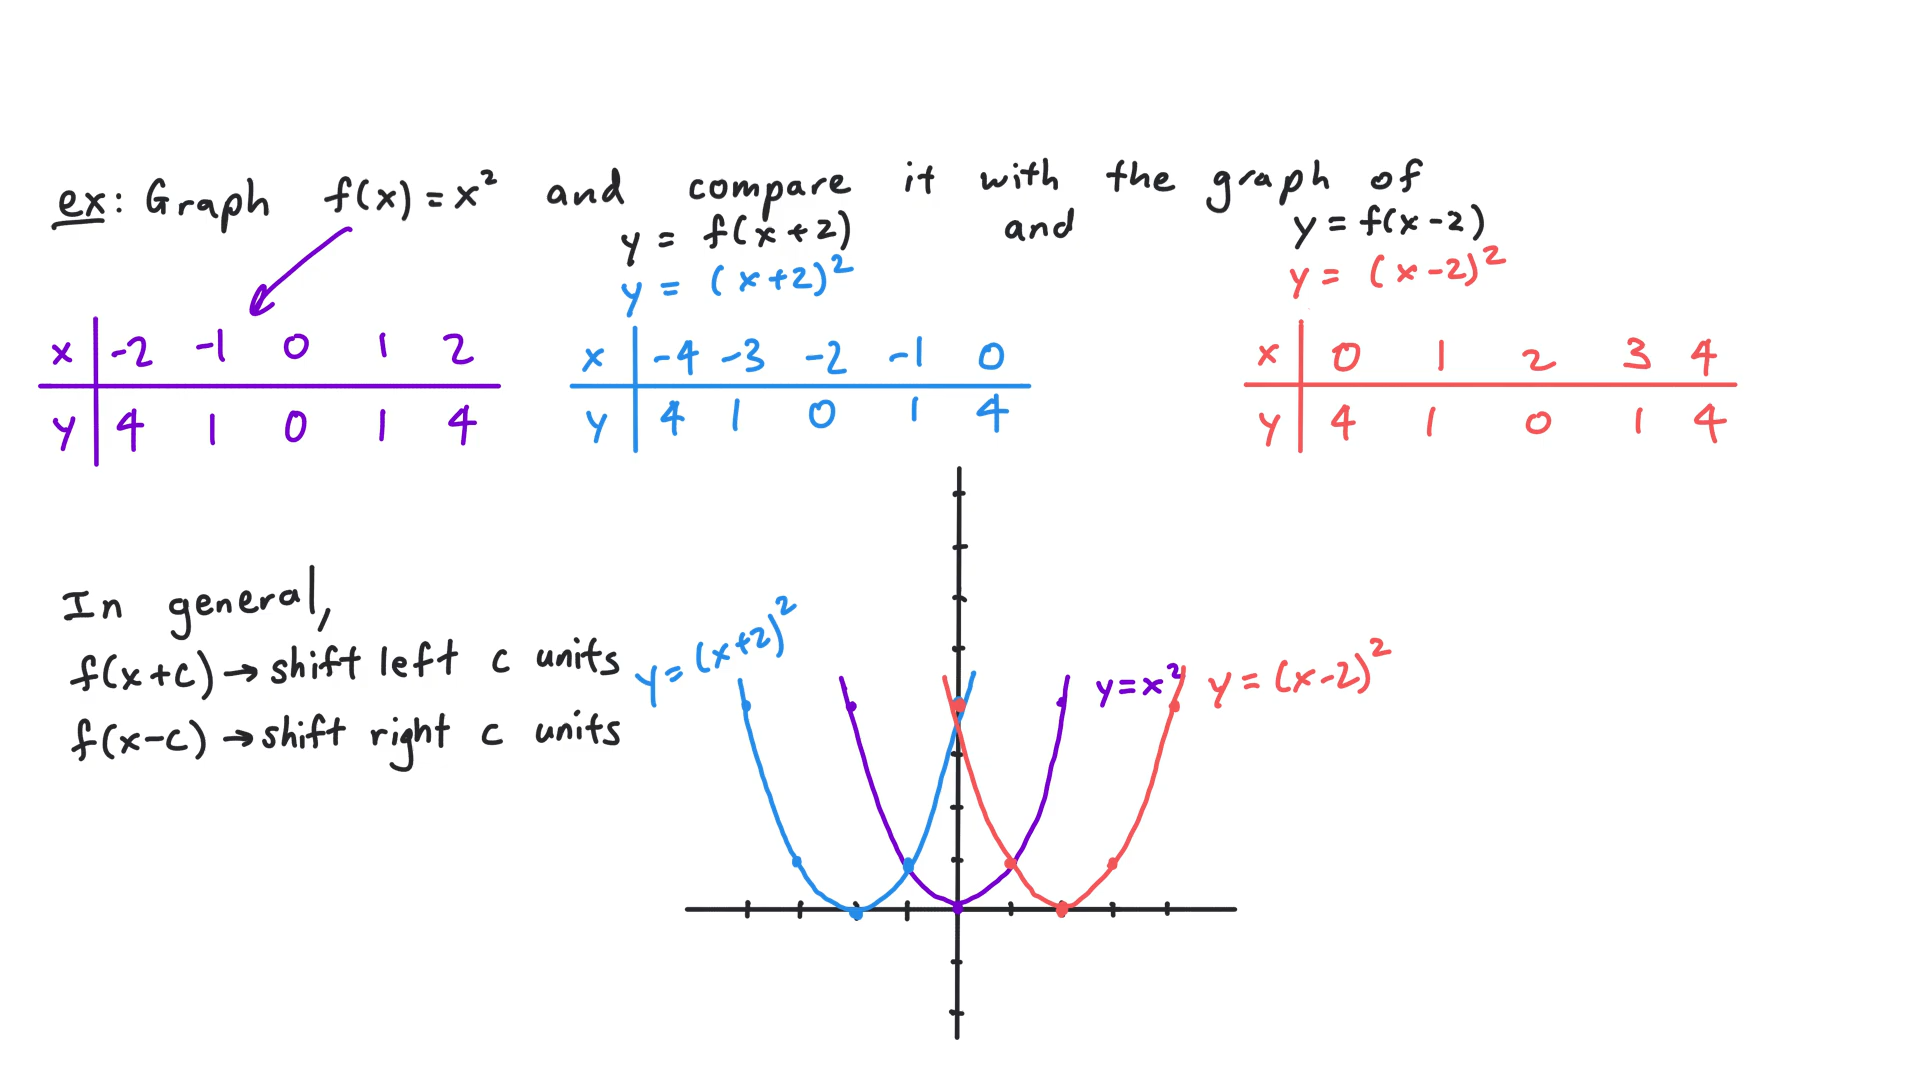 ex: Graph f(x) = x² and compare it with the graph of
y = f(x+2) and y = f(x-2)
y = (x+2)² y = (x-2)²
x -2 -1 0 1 2
y 4 1 0 1 4
x -4 -3 -2 -1 0
y 4 1 0 1 4
x 0 1 2 3 4
y 4 1 0 1 4
In general,
f(x+c) → shift left c units
f(x-c) → shift right c units
y = (x+2)²
y = x²
y = (x-2)²